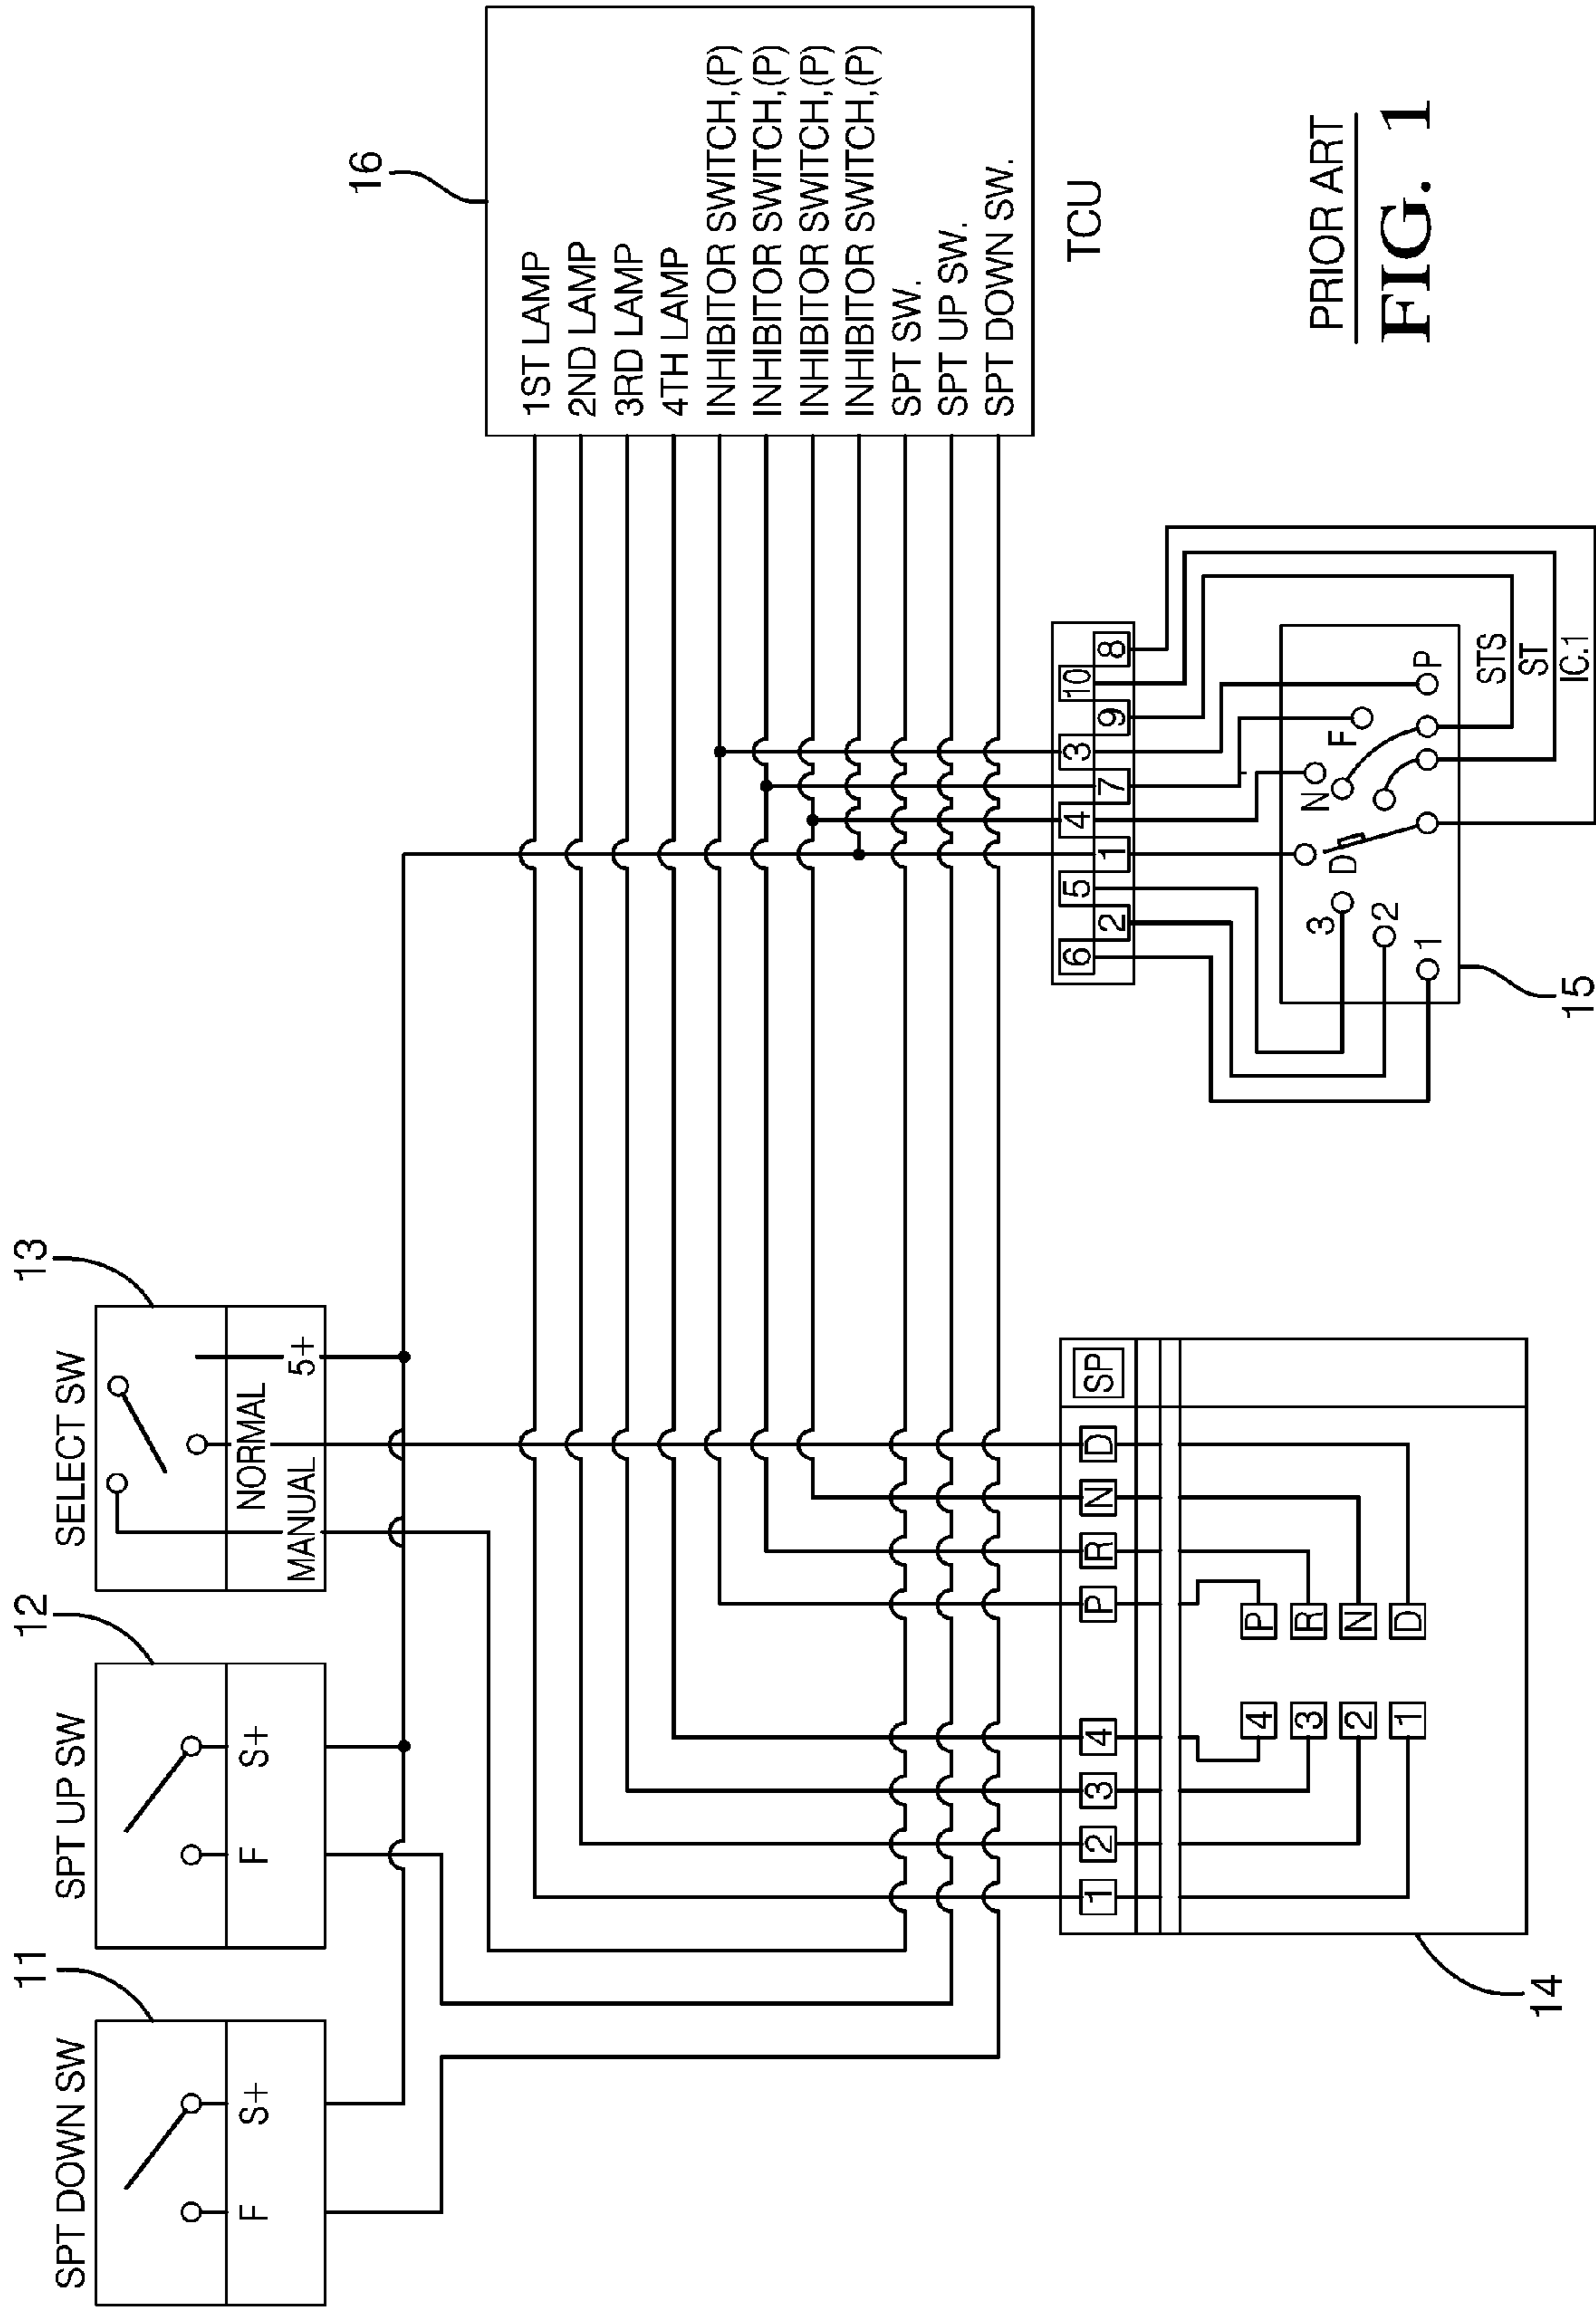 11
SPT DOWN SW
F
S+
12
SPT UP SW
F
S+
13
SELECT SW
MANUAL
NORMAL
5+
16
1ST LAMP
2ND LAMP
3RD LAMP
4TH LAMP
INHIBITOR SWITCH,(P)
INHIBITOR SWITCH,(P)
INHIBITOR SWITCH,(P)
INHIBITOR SWITCH,(P)
SPT SW.
SPT UP SW.
SPT DOWN SW.
TCU
1 2 3 4 P R N D SP
4 P
3 R
2 N
1 D
14
6 2 5 1 4 7 3 9 10 8
1 2 3 D N F P
STS
ST
IC.1
15
PRIOR ART
FIG. 1